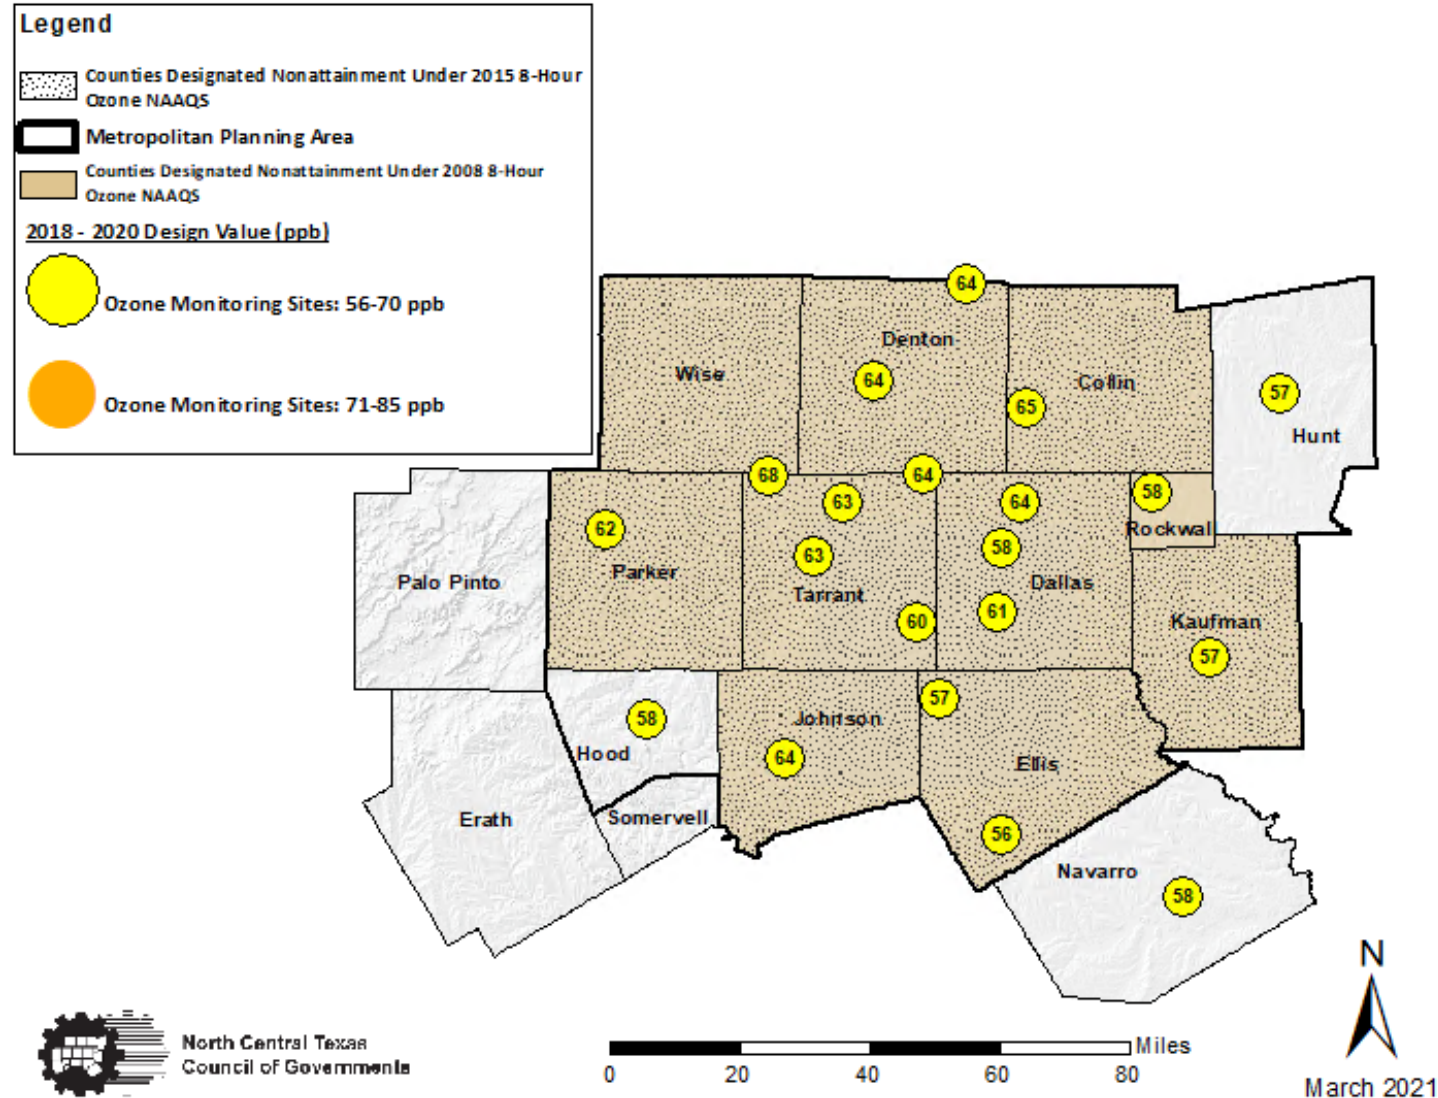 Legend
Counties Designated Nonattainment Under 2015 8-Hour
Ozone NAAQS
Metropolitan Planning Area
Counties Designated Nonattainment Under 2008 8-Hour
Ozone NAAQS
2018 - 2020 Design Value (ppb)
Ozone Monitoring Sites: 56-70 ppb
Ozone Monitoring Sites: 71-85 ppb
64
Denton
Wise
64
Collin
57
65
Hunt
68
64
63
64
58
62
Rockwall
58
63
Parker
Palo Pinto
Dallas
Tarrant
61
60
Kaufman
57
57
58
Johnson
Hood
64
Ellis
Somervell
Erath
56
Navarro
58
N
North Central Texas
Council of Governments
Miles
0 20 40 60 80
March 2021